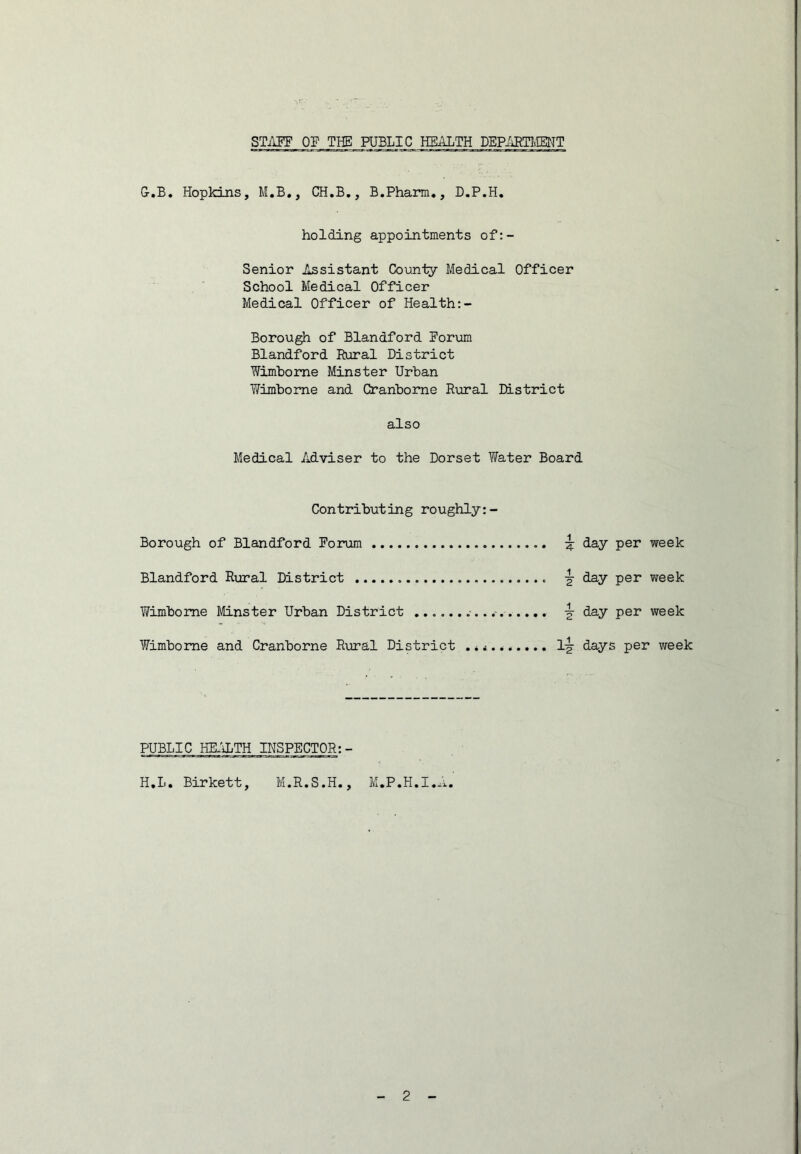 STAFF OF THE PUBLIC HEALTH DEPARTMENT
G.B. Hopkins, M.B., CH.B., B.Pharm., D.P.H.
holding appointments of:-
Senior Assistant County Medical Officer
School Medical Officer
Medical Officer of Health:-
Borough of Blandford Forum
Blandford Rural District
Wimborne Minster Urban
Wimborne and Cranborne Rural District
also
Medical Adviser to the Dorset Water Board
Contributing roughly:-
Borough of Blandford Forum ..................... ¼ day per week
Blandford Rural District ....................... ½ day per week
Wimborne Minster Urban District ................ ½ day per week
Wimborne and Cranborne Rural District .......... 1½ days per week
PUBLIC HEALTH INSPECTOR:-
H.L. Birkett, M.R.S.H., M.P.H.I.A.
- 2 -